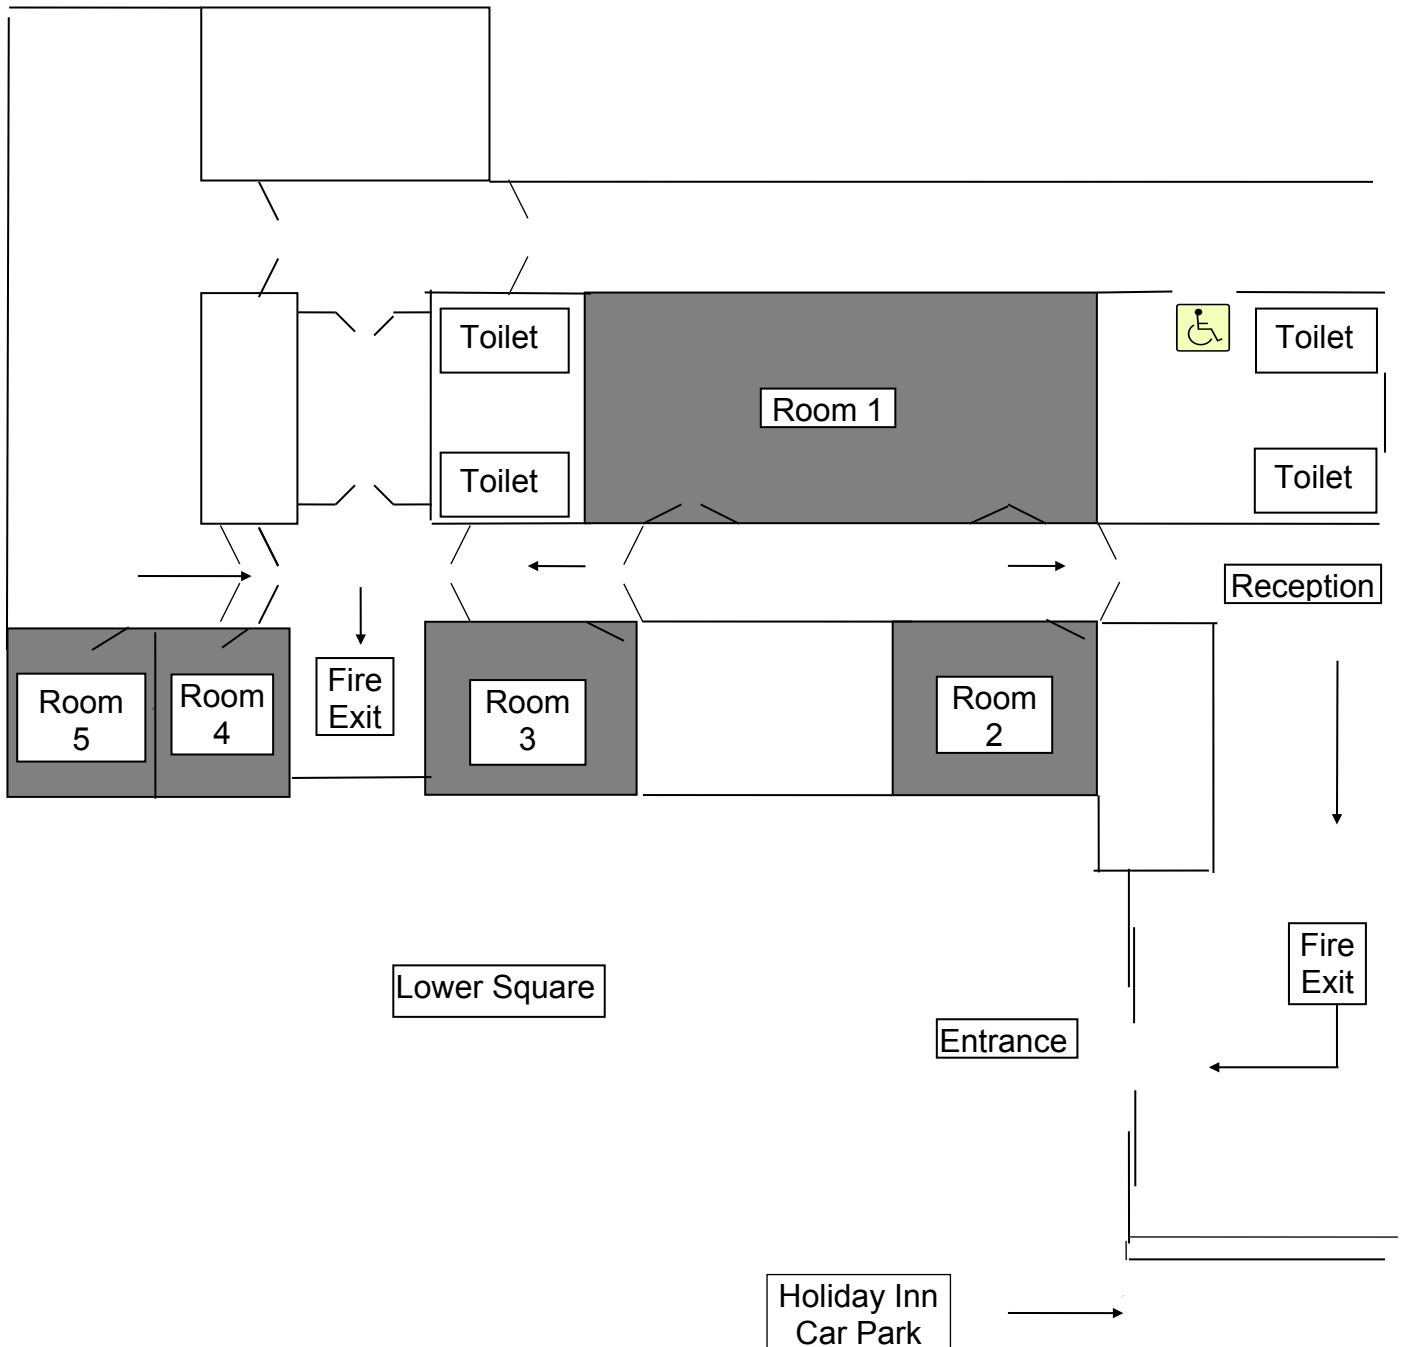 Toilet
Toilet
Room 1
Toilet
Toilet
Reception
Room
5
Room
4
Fire
Exit
Room
3
Room
2
Lower Square
Entrance
Fire
Exit
Holiday Inn
Car Park